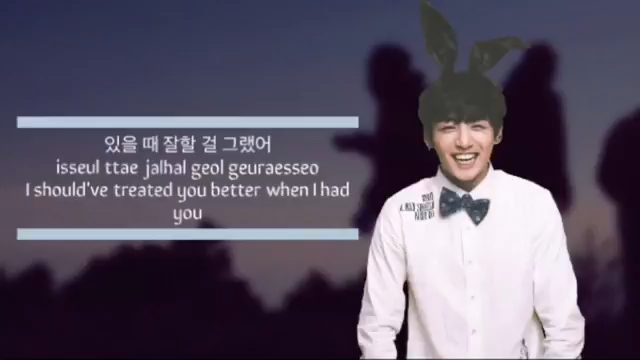 있을 때 잘할 걸 그랬어
isseul ttae jalhal geol geuraesseo
I should've treated you better when I had
you